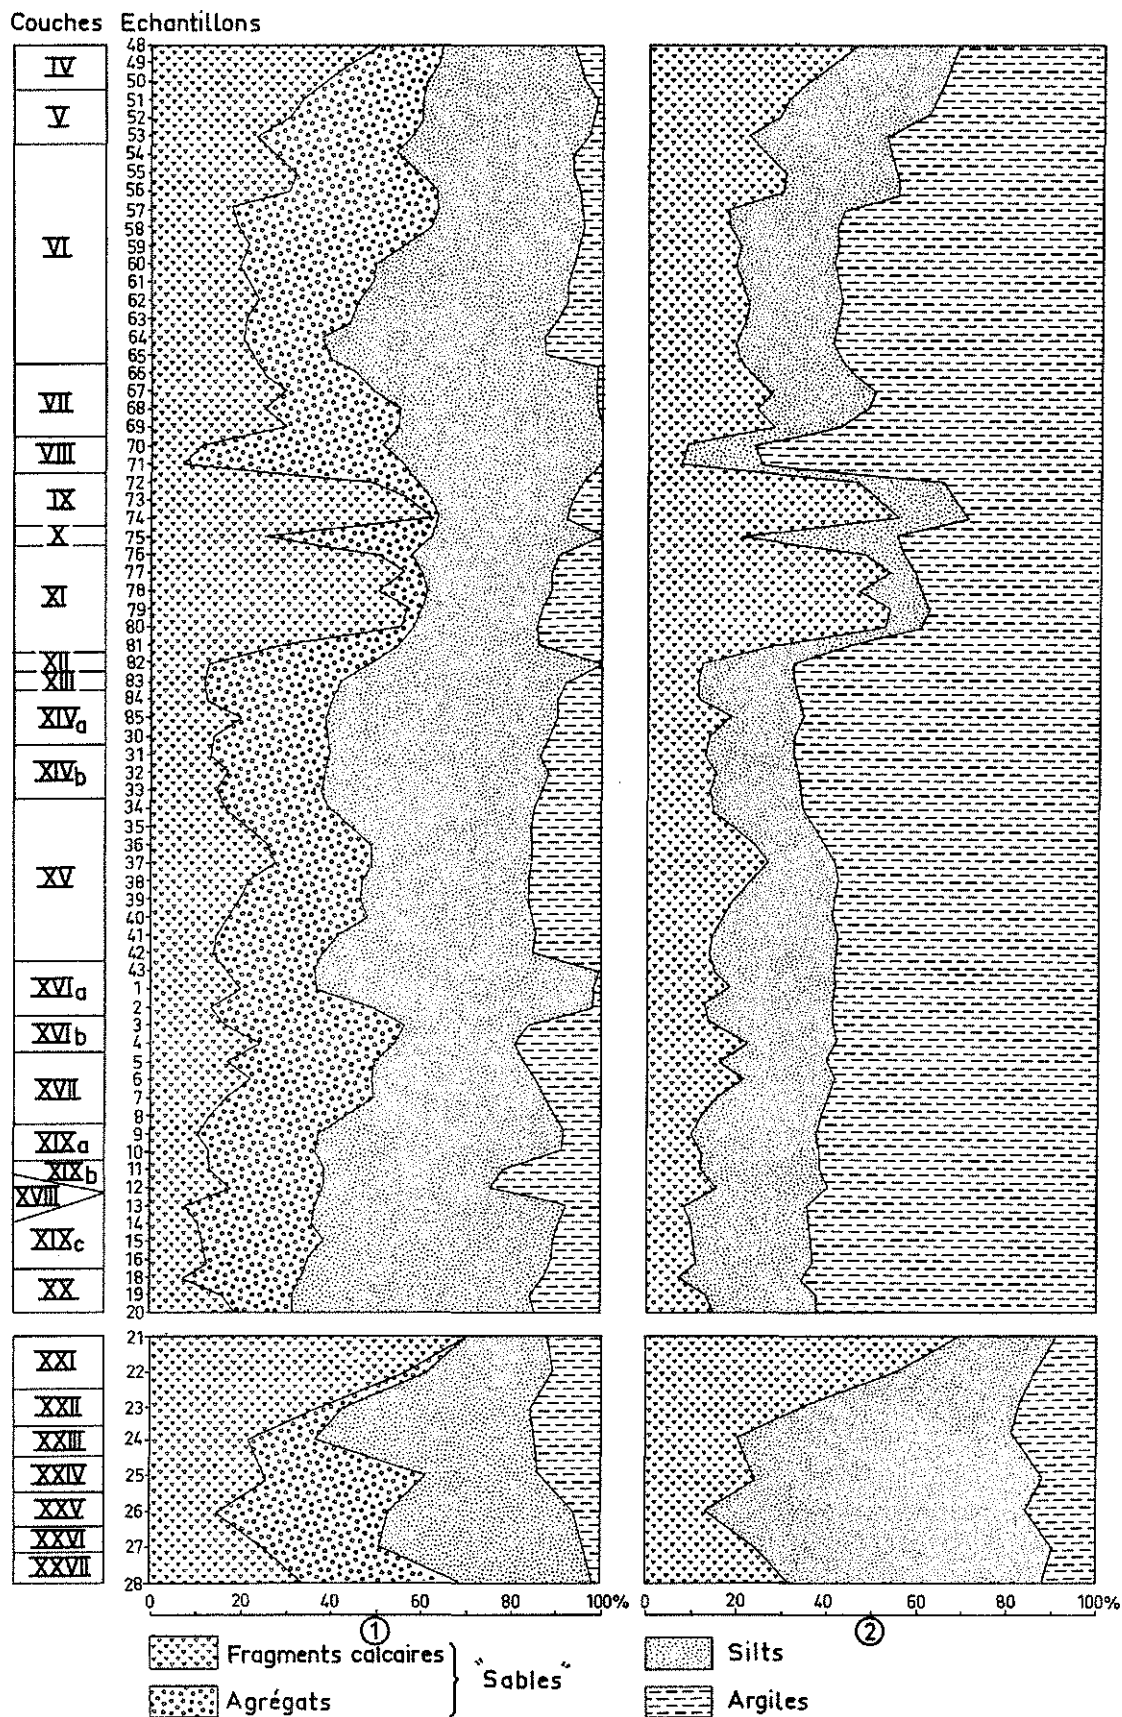 Couches Echantillons
48
IV 49
50
51
V 52
53
54
55
56
57
58
VI 59
60
61
62
63
64
65
66
67
VII 68
69
70
VIII 71
72
IX 73
74
X 75
76
77
XI 78
79
80
81
XII 82
XIII 83
84
XIVa 85
30
31
XIVb 32
33
34
35
36
37
XV 38
39
40
41
42
43
XVIa 1
2
XVIb 3
4
5
XVII 6
7
8
XIXa 9
10
XIXb 11
XVIII 12
13
14
XIXc 15
16
18
XX 19
20
21
XXI 22
XXII 23
XXIII 24
XXIV 25
XXV 26
XXVI 27
XXVII 28
0 20 40 60 80 100% 0 20 40 60 80 100%
1 2
Fragments calcaires Silts
"Sables"
Agrégats Argiles